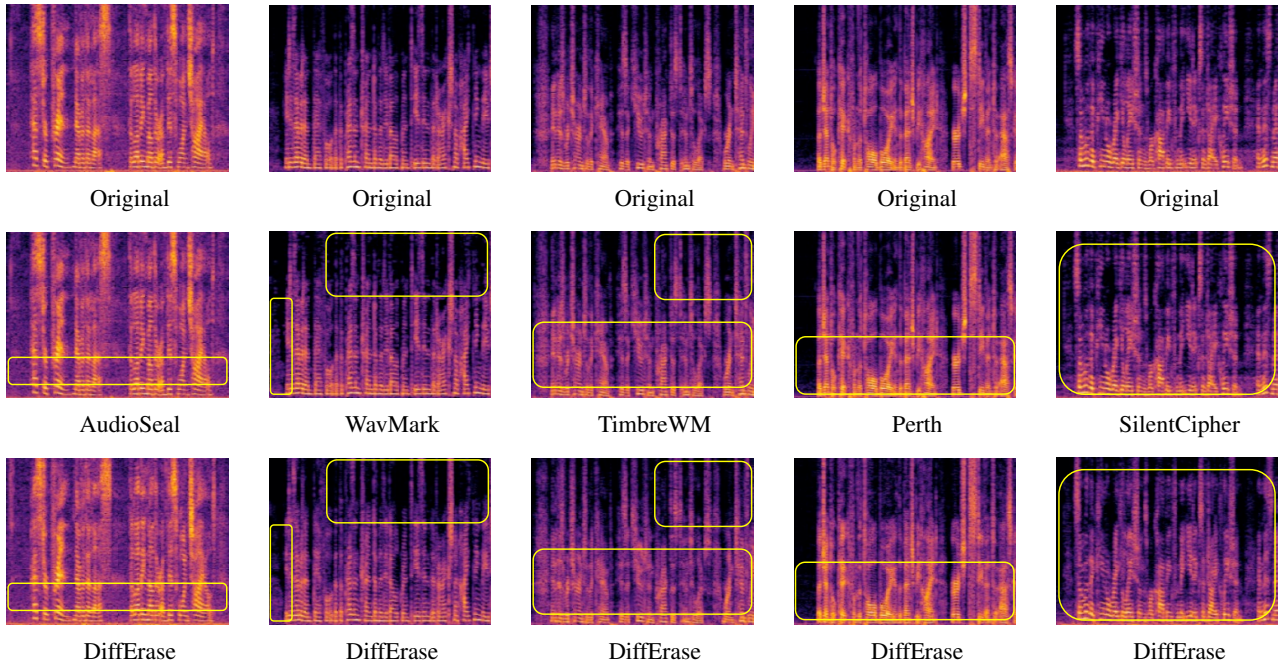 Original Original Original Original Original
AudioSeal WavMark TimbreWM Perth SilentCipher
DiffErase DiffErase DiffErase DiffErase DiffErase